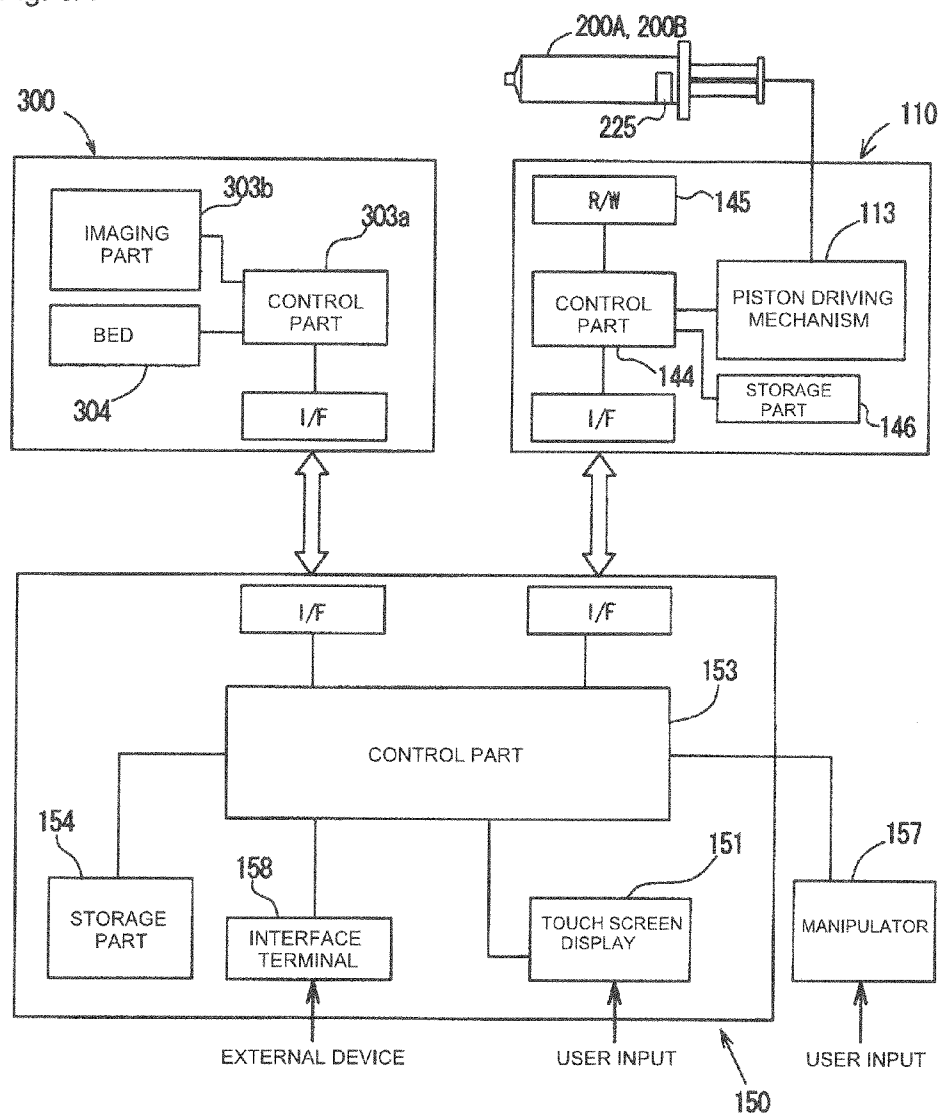 200A, 200B
225
300
110
303b
IMAGING
PART
303a
CONTROL
PART
BED
304
I/F
R/W
145
113
CONTROL
PART
144
PISTON DRIVING
MECHANISM
STORAGE
PART
146
I/F
I/F
I/F
153
CONTROL PART
154
STORAGE
PART
158
INTERFACE
TERMINAL
151
TOUCH SCREEN
DISPLAY
157
MANIPULATOR
EXTERNAL DEVICE
USER INPUT
USER INPUT
150